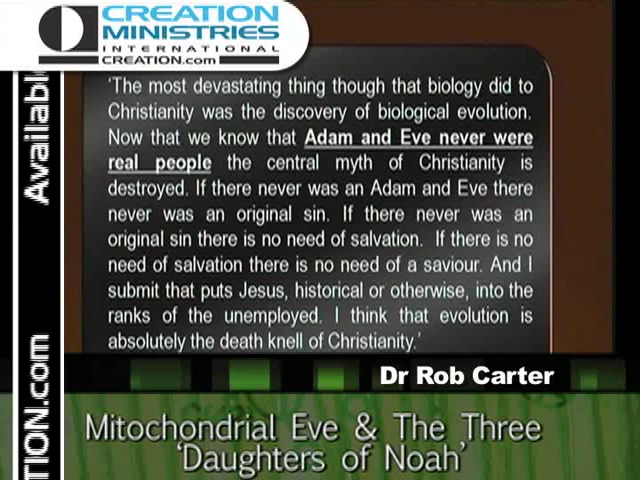 CREATION
MINISTRIES
INTERNATIONAL
CREATION.com
'The most devastating thing though that biology did to
Christianity was the discovery of biological evolution.
Now that we know that Adam and Eve never were
real people the central myth of Christianity is
destroyed. If there never was an Adam and Eve there
never was an original sin. If there never was an
original sin there is no need of salvation. If there is no
need of salvation there is no need of a saviour. And I
submit that puts Jesus, historical or otherwise, into the
ranks of the unemployed. I think that evolution is
absolutely the death knell of Christianity.'
Availabl
TION.com
Dr Rob Carter
Mitochondrial Eve & The Three
'Daughters of Noah'